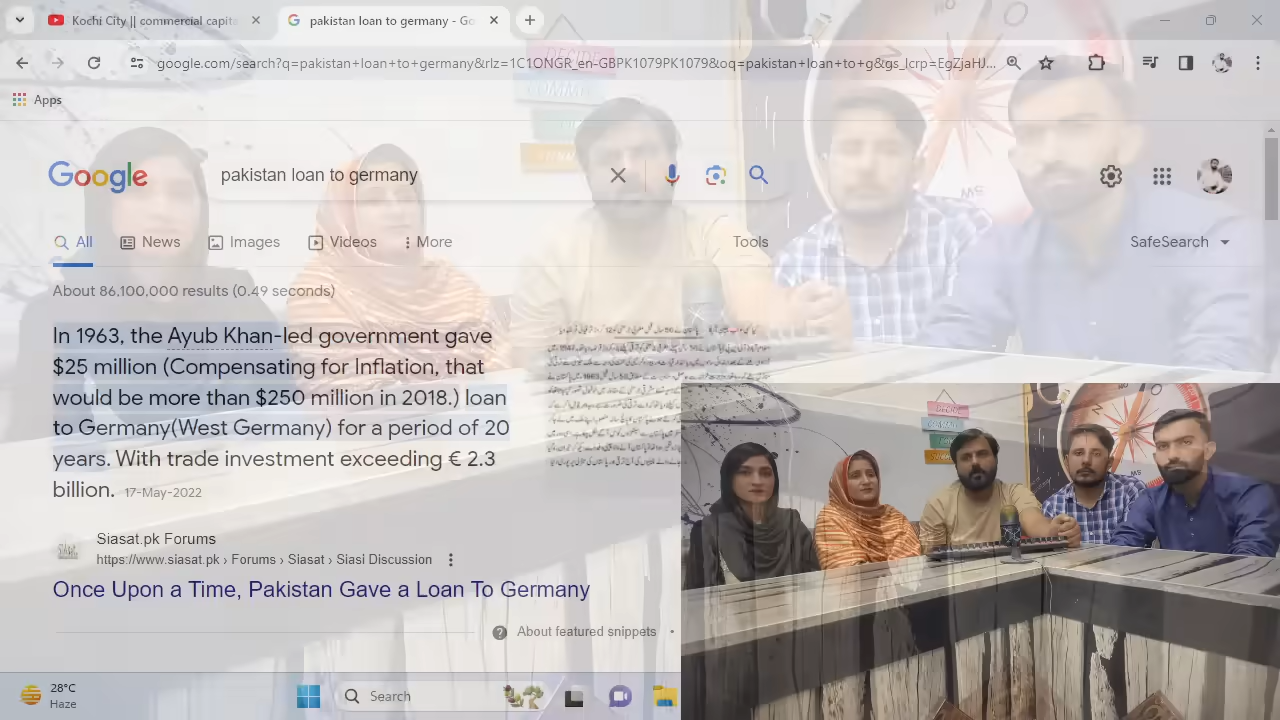 Kochi City || commercial capita
pakistan loan to germany - Go
google.com/search?q=pakistan+loan+to+germany&rlz=1C1ONGR_en-GBPK1079PK1079&oq=pakistan+loan+to+g&gs_lcrp=EgZjaHJ...
Apps
DECIDE
COMMIT
Google
pakistan loan to germany
All News Images Videos More Tools SafeSearch
About 86,100,000 results (0.49 seconds)
In 1963, the Ayub Khan-led government gave
$25 million (Compensating for Inflation, that
would be more than $250 million in 2018.) loan
to Germany(West Germany) for a period of 20
years. With trade investment exceeding € 2.3
billion. 17-May-2022
Siasat.pk Forums
https://www.siasat.pk › Forums › Siasat › Siasi Discussion
Once Upon a Time, Pakistan Gave a Loan To Germany
About featured snippets
DECIDE
COMMIT
SW
28°C
Haze
Search